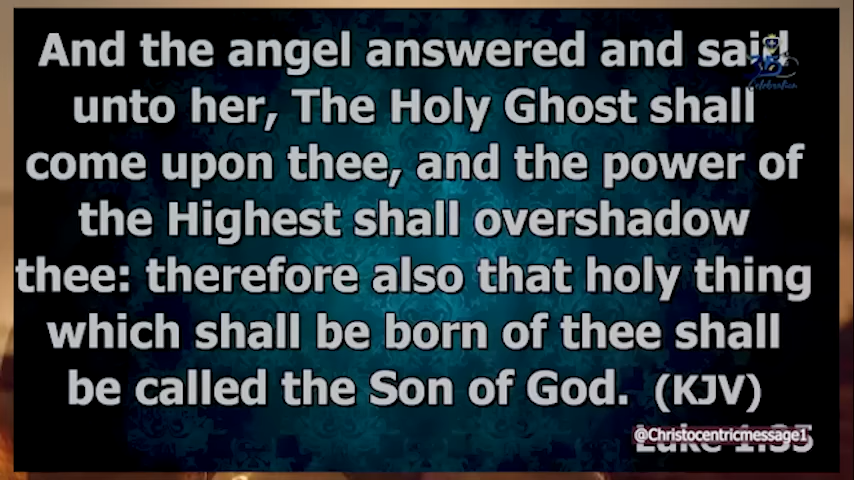 And the angel answered and said
unto her, The Holy Ghost shall
come upon thee, and the power of
the Highest shall overshadow
thee: therefore also that holy thing
which shall be born of thee shall
be called the Son of God. (KJV)
@Christocentricmessage1
Luke 1:35